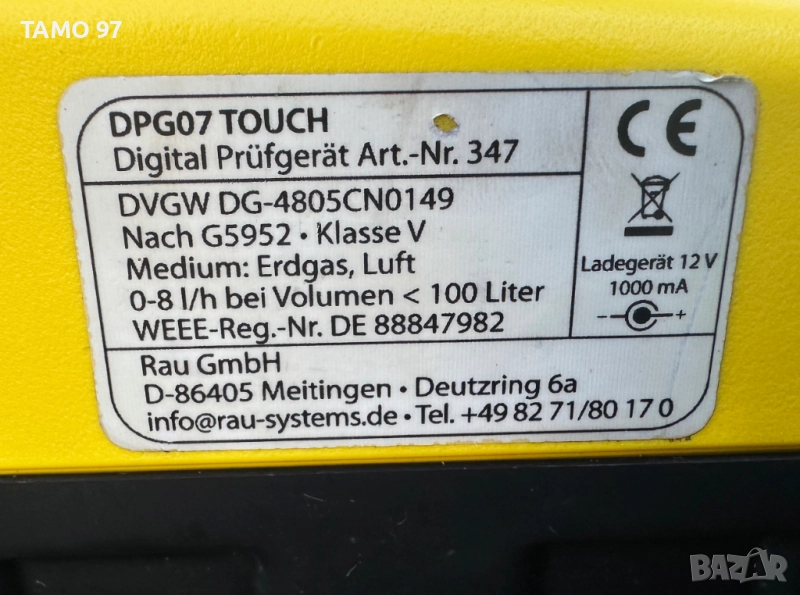 TAMO 97
DPG07 TOUCH
Digital Prüfgerät Art.-Nr. 347
DVGW DG-4805CN0149
Nach G5952 • Klasse V
Medium: Erdgas, Luft
0-8 l/h bei Volumen < 100 Liter
WEEE-Reg.-Nr. DE 88847982
CE
Ladegerät 12 V
1000 mA
− +
Rau GmbH
D-86405 Meitingen • Deutzring 6a
info@rau-systems.de • Tel. +49 82 71/80 17 0
BAZAR